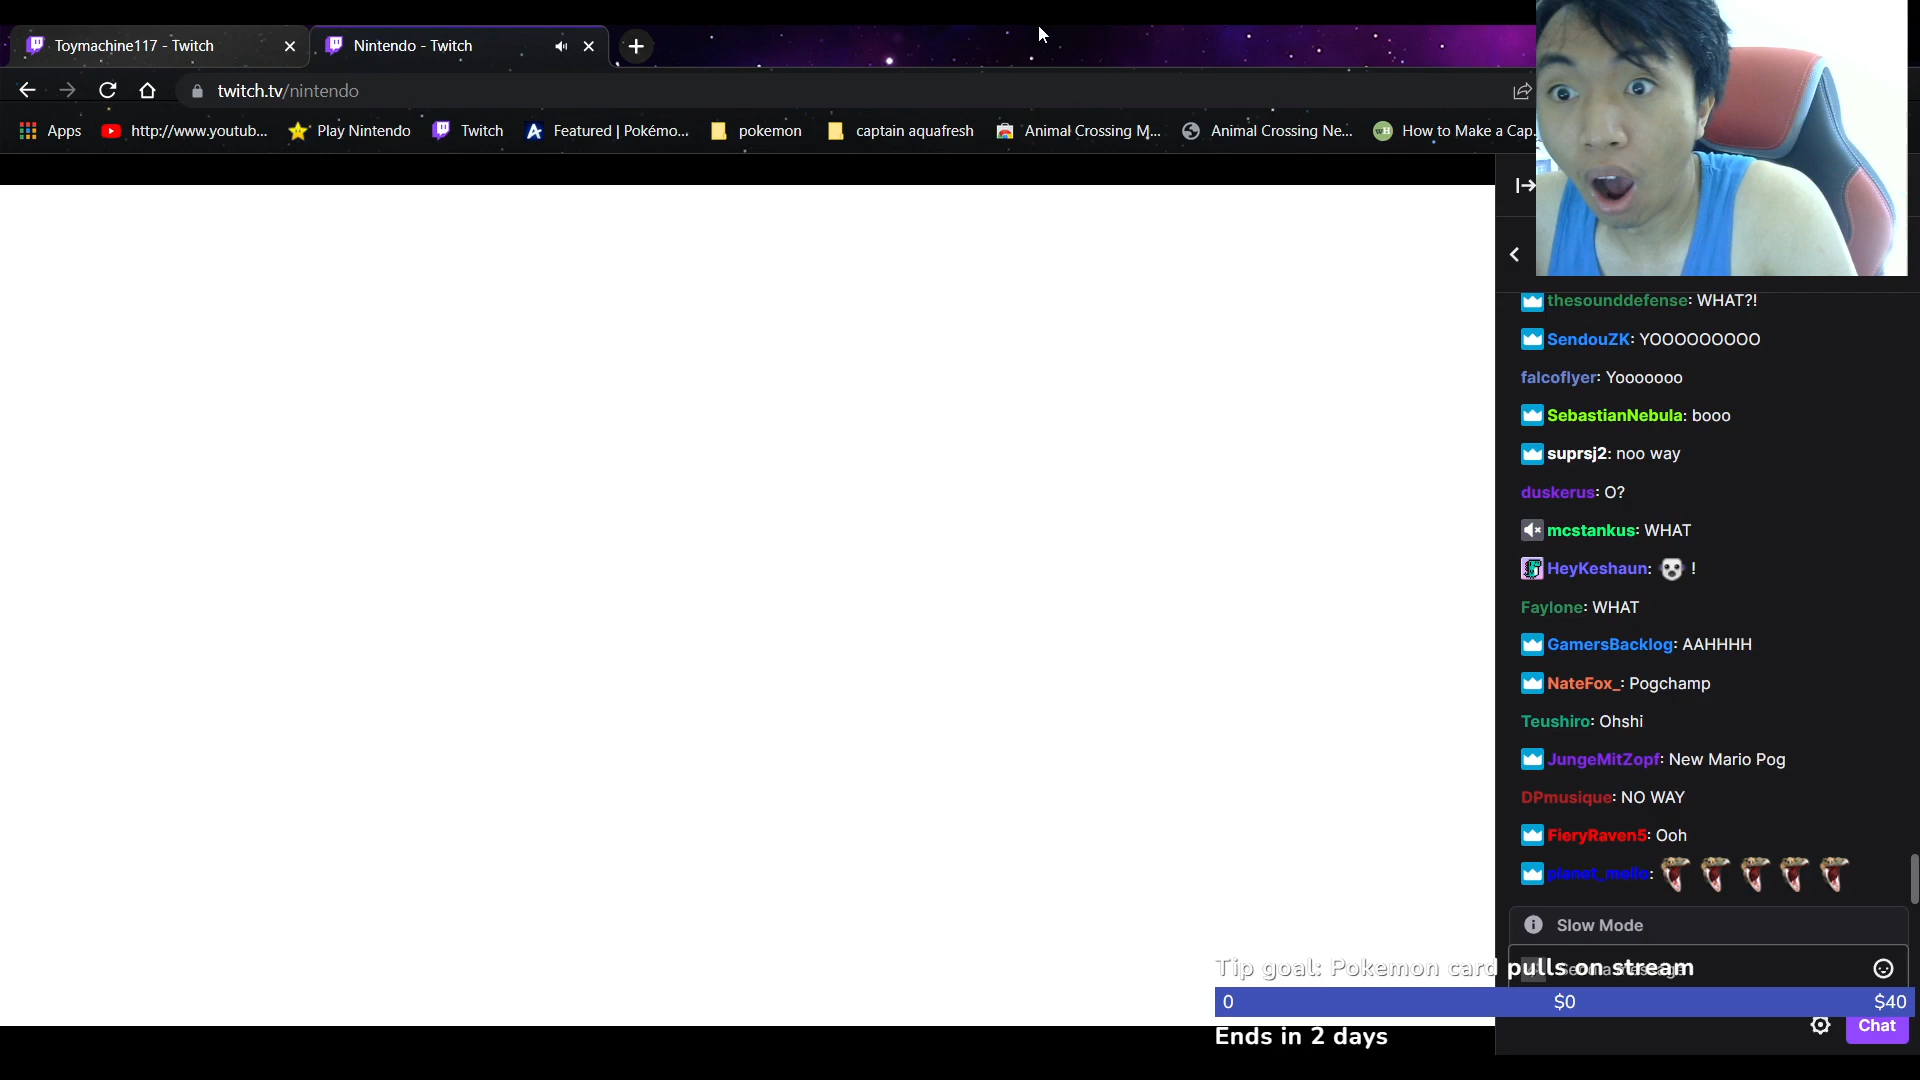 Toymachine117 - Twitch
Nintendo - Twitch
twitch.tv/nintendo
Apps
http://www.youtub...
Play Nintendo
Twitch
Featured | Pokémo...
pokemon
captain aquafresh
Animal Crossing M...
Animal Crossing Ne...
How to Make a Cap.
thesounddefense: WHAT?!
SendouZK: YOOOOOOOOO
falcoflyer: Yooooooo
SebastianNebula: booo
suprsj2: noo way
duskerus: O?
mcstankus: WHAT
HeyKeshaun: !
Faylone: WHAT
GamersBacklog: AAHHHH
NateFox_: Pogchamp
Teushiro: Ohshi
JungeMitZopf: New Mario Pog
DPmusique: NO WAY
FieryRaven5: Ooh
planet_mello:
Slow Mode
Tip goal: Pokemon card pulls on stream
0 $0 $40
Ends in 2 days
Chat